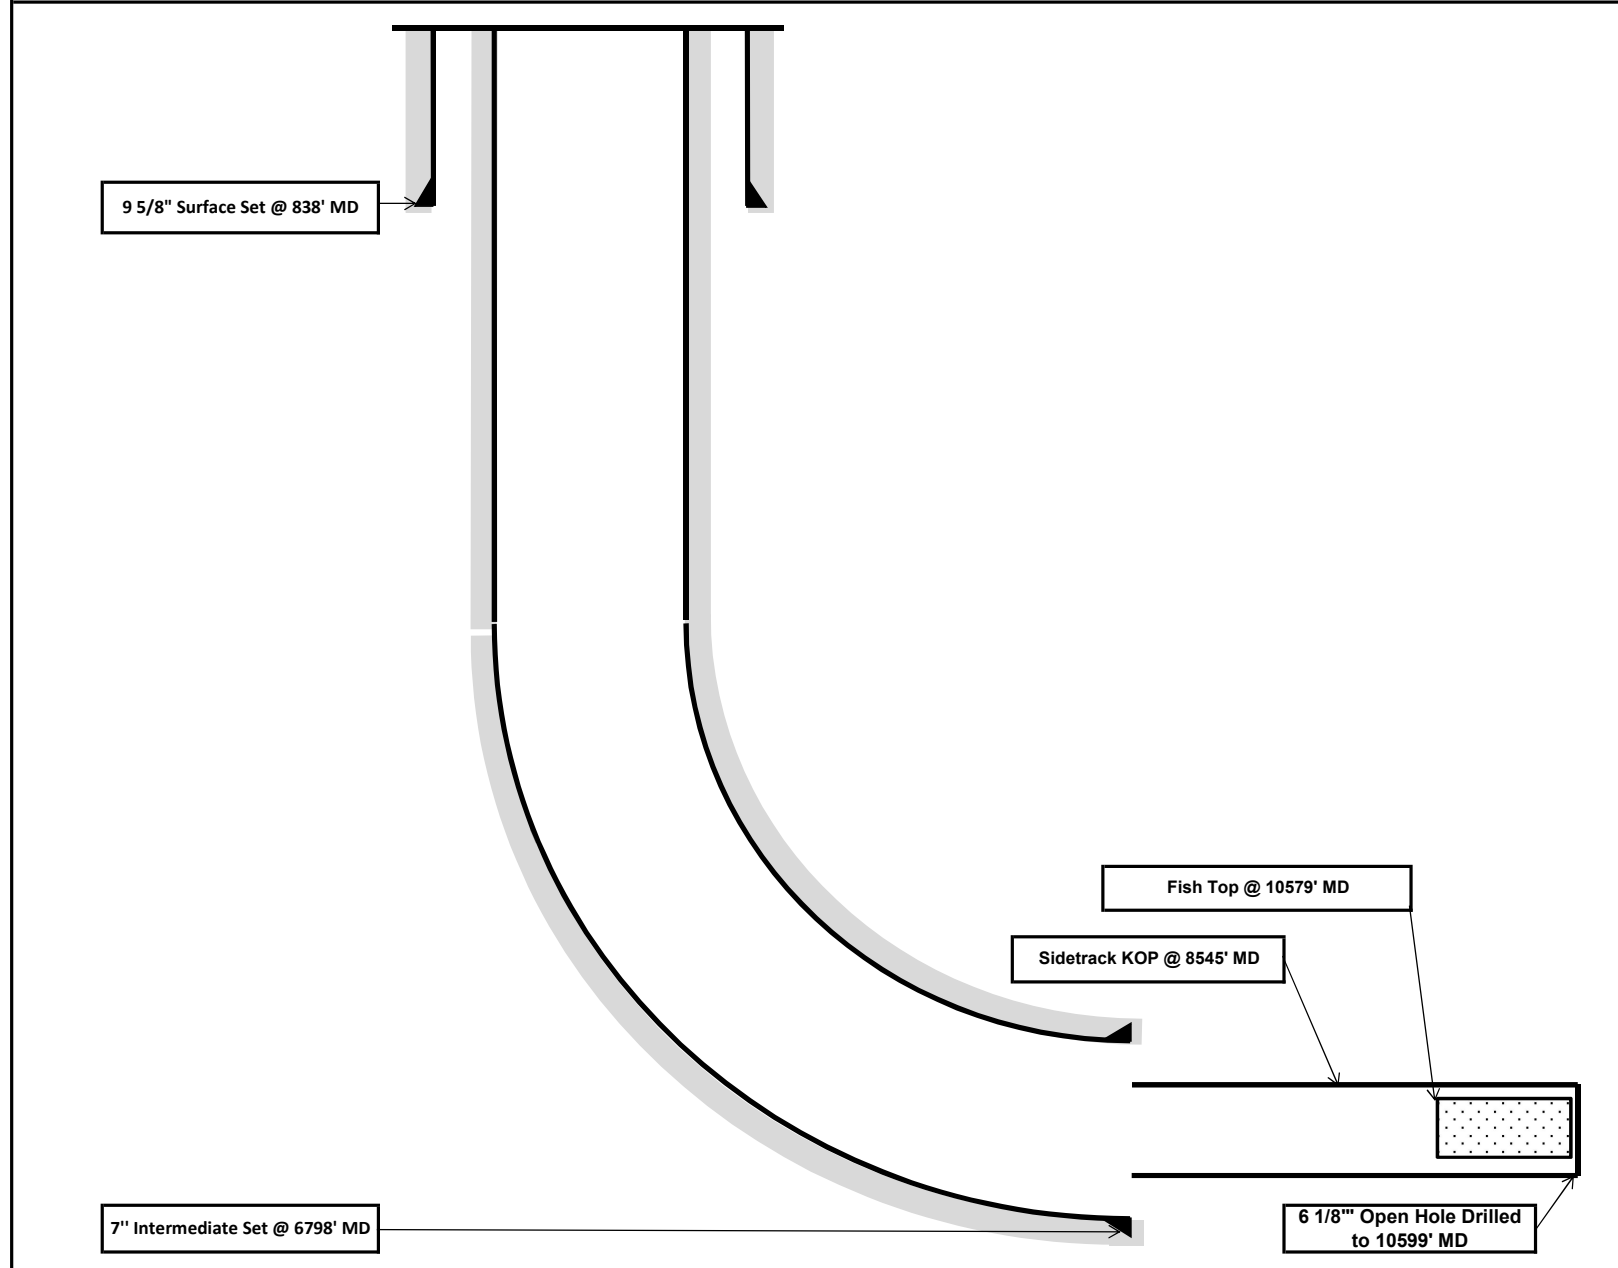 9 5/8" Surface Set @ 838' MD
Fish Top @ 10579' MD
Sidetrack KOP @ 8545' MD
7'' Intermediate Set @ 6798' MD
6 1/8''' Open Hole Drilled
to 10599' MD